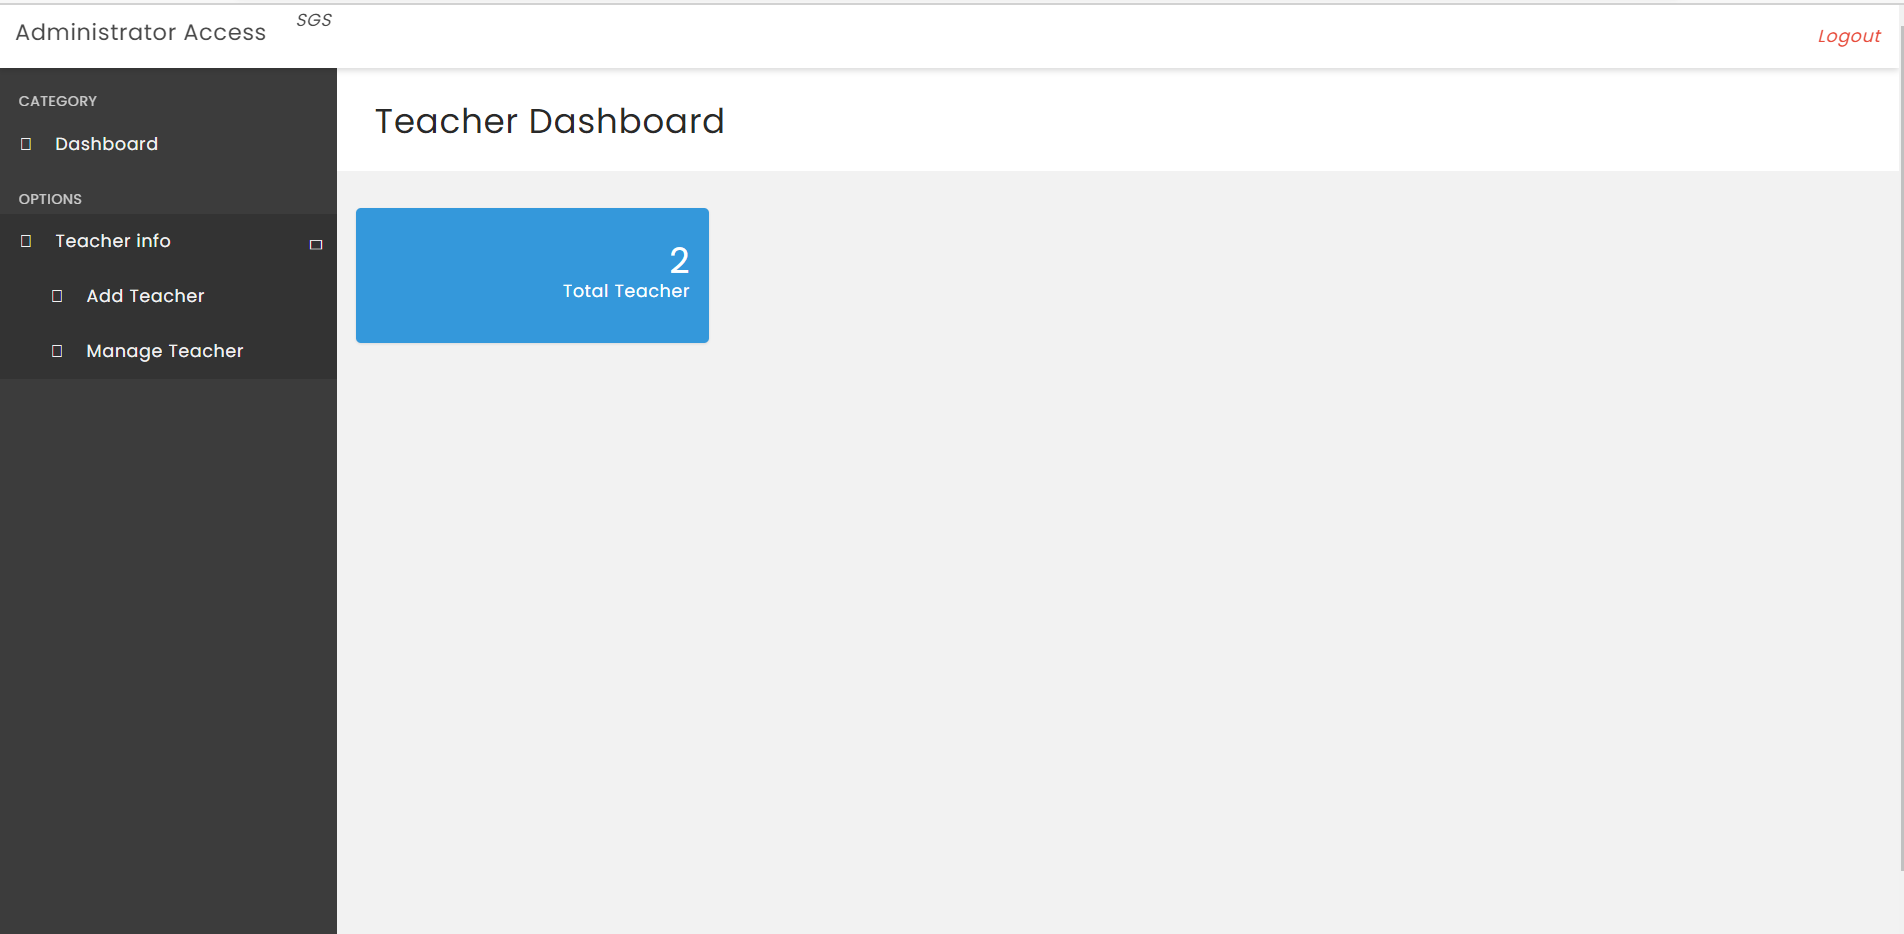 Administrator Access
SGS
Logout
CATEGORY
Dashboard
OPTIONS
Teacher info
Add Teacher
Manage Teacher
Teacher Dashboard
2
Total Teacher